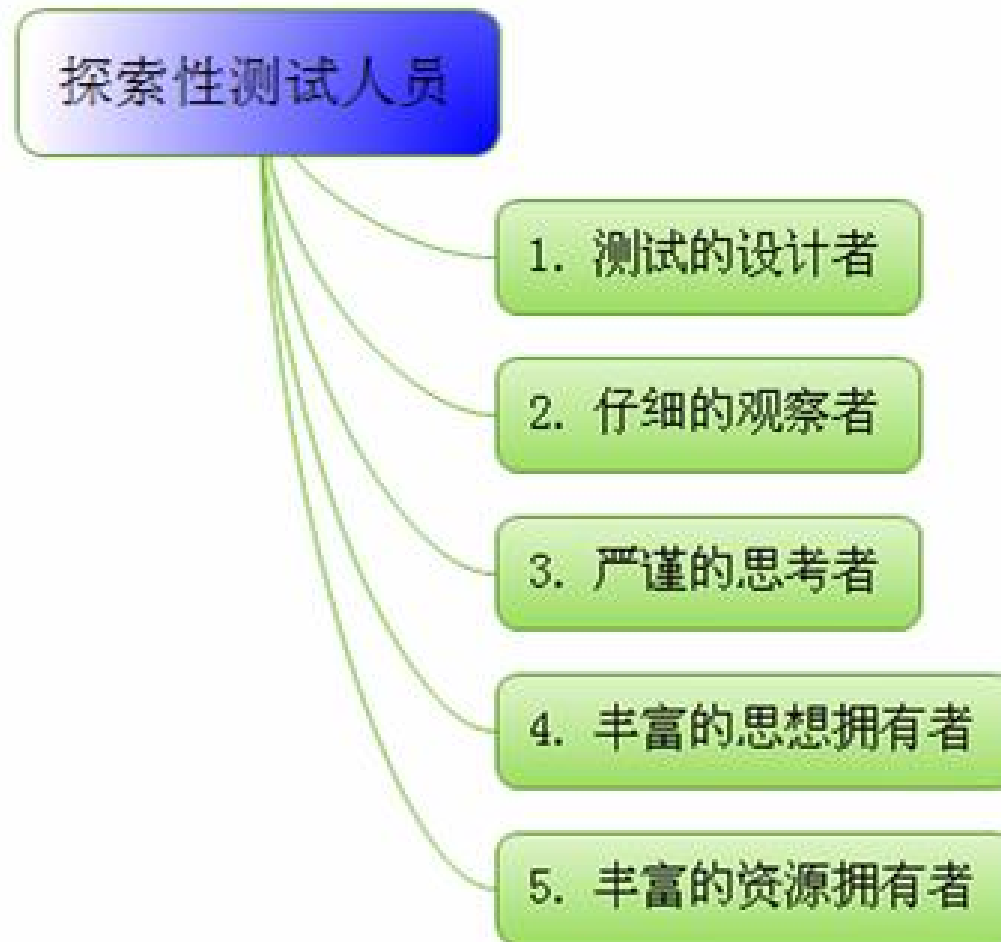 探索性测试人员
1. 测试的设计者
2. 仔细的观察者
3. 严谨的思考者
4. 丰富的思想拥有者
5. 丰富的资源拥有者